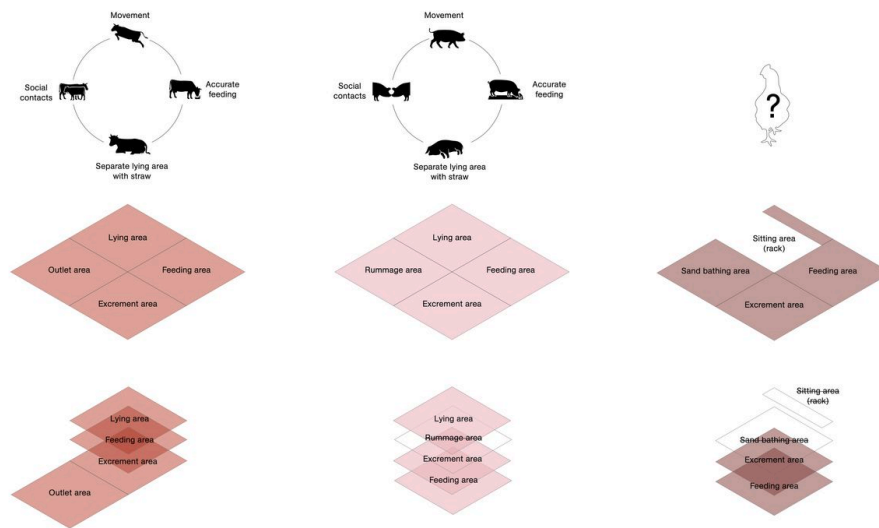 Movement
Social
contacts
Accurate
feeding
Separate lying area
with straw
Movement
Social
contacts
Accurate
feeding
Separate lying area
with straw
?
Lying area
Outlet area
Feeding area
Excrement area
Lying area
Rummage area
Feeding area
Excrement area
Sitting area
(rack)
Sand bathing area
Feeding area
Excrement area
Lying area
Feeding area
Excrement area
Outlet area
Lying area
Rummage area
Excrement area
Feeding area
Sitting area
(rack)
Sand bathing area
Excrement area
Feeding area